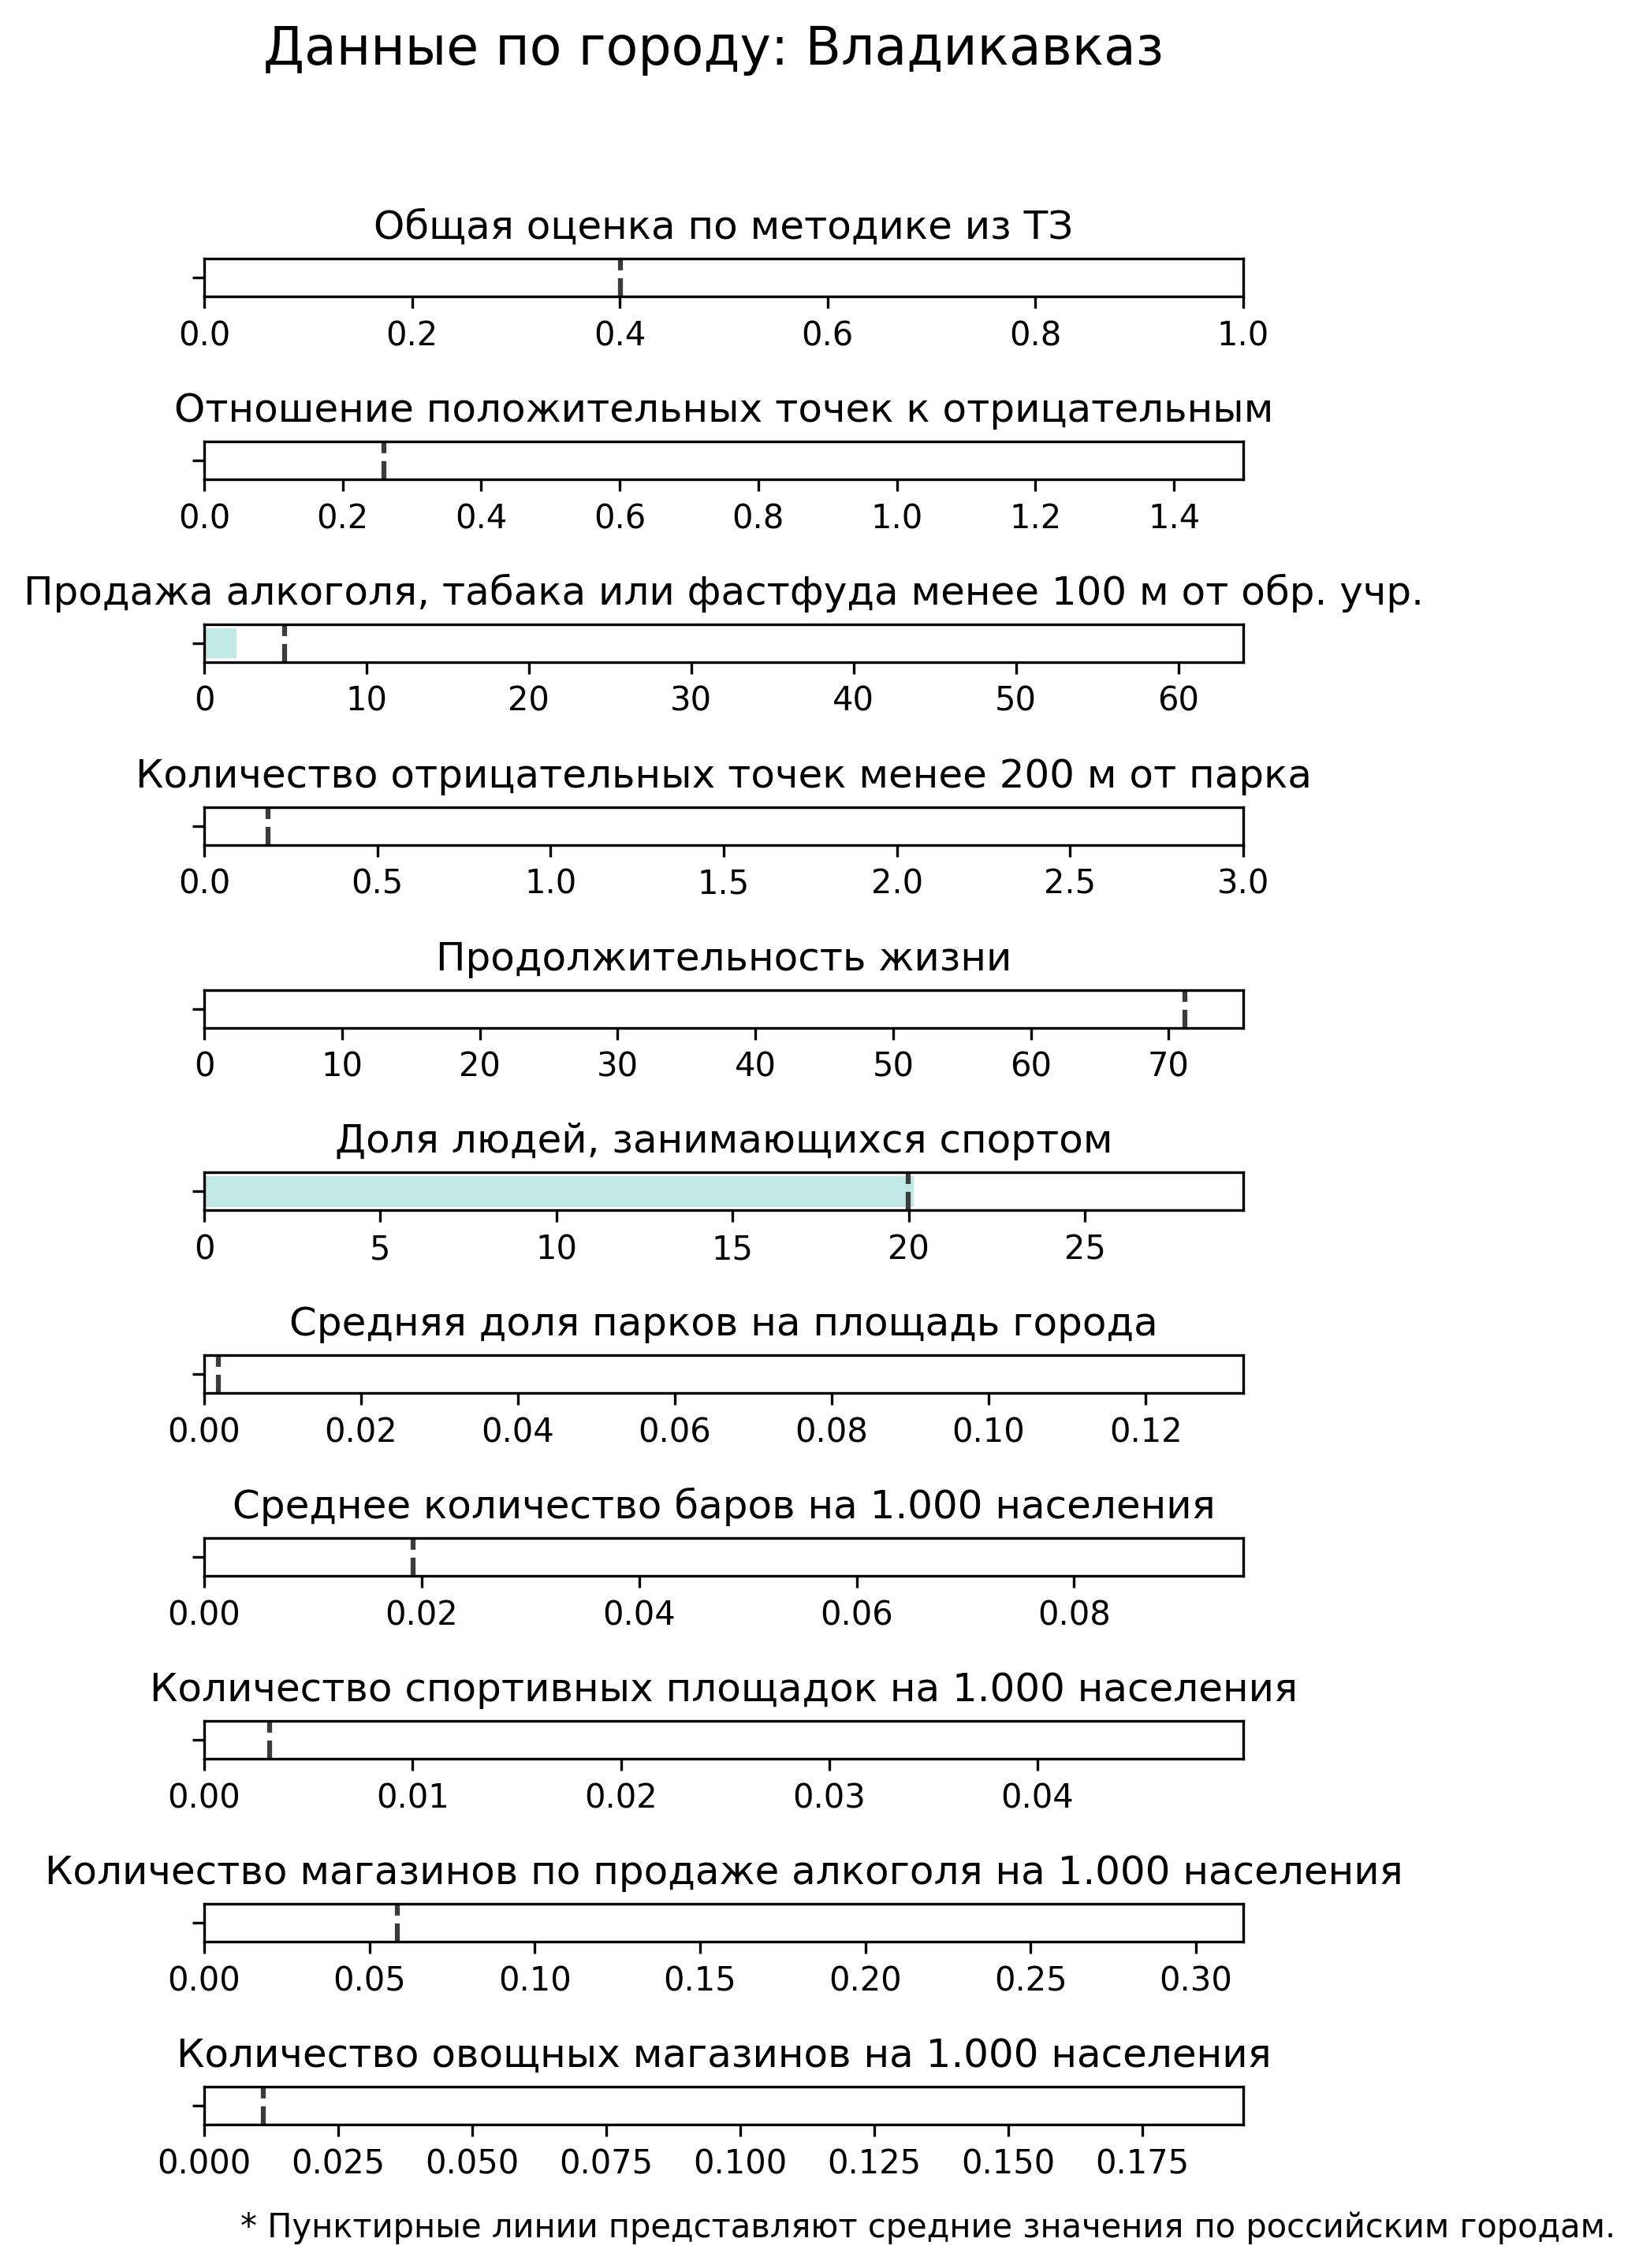 Данные по городу: Владикавказ
Общая оценка по методике из ТЗ
0.0 0.2 0.4 0.6 0.8 1.0
Отношение положительных точек к отрицательным
0.0 0.2 0.4 0.6 0.8 1.0 1.2 1.4
Продажа алкоголя, табака или фастфуда менее 100 м от обр. учр.
0 10 20 30 40 50 60
Количество отрицательных точек менее 200 м от парка
0.0 0.5 1.0 1.5 2.0 2.5 3.0
Продолжительность жизни
0 10 20 30 40 50 60 70
Доля людей, занимающихся спортом
0 5 10 15 20 25
Средняя доля парков на площадь города
0.00 0.02 0.04 0.06 0.08 0.10 0.12
Среднее количество баров на 1.000 населения
0.00 0.02 0.04 0.06 0.08
Количество спортивных площадок на 1.000 населения
0.00 0.01 0.02 0.03 0.04
Количество магазинов по продаже алкоголя на 1.000 населения
0.00 0.05 0.10 0.15 0.20 0.25 0.30
Количество овощных магазинов на 1.000 населения
0.000 0.025 0.050 0.075 0.100 0.125 0.150 0.175
* Пунктирные линии представляют средние значения по российским городам.